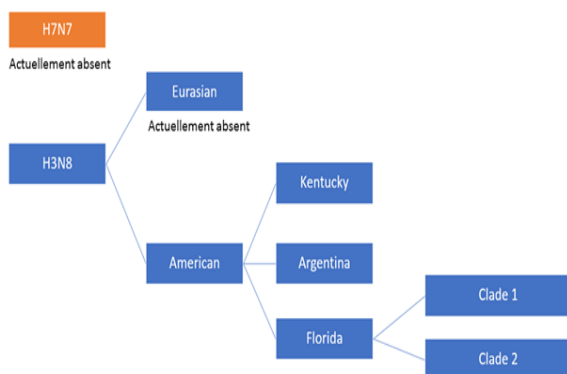 H7N7
Actuellement absent
Eurasian
Actuellement absent
H3N8
Kentucky
American
Argentina
Clade 1
Florida
Clade 2